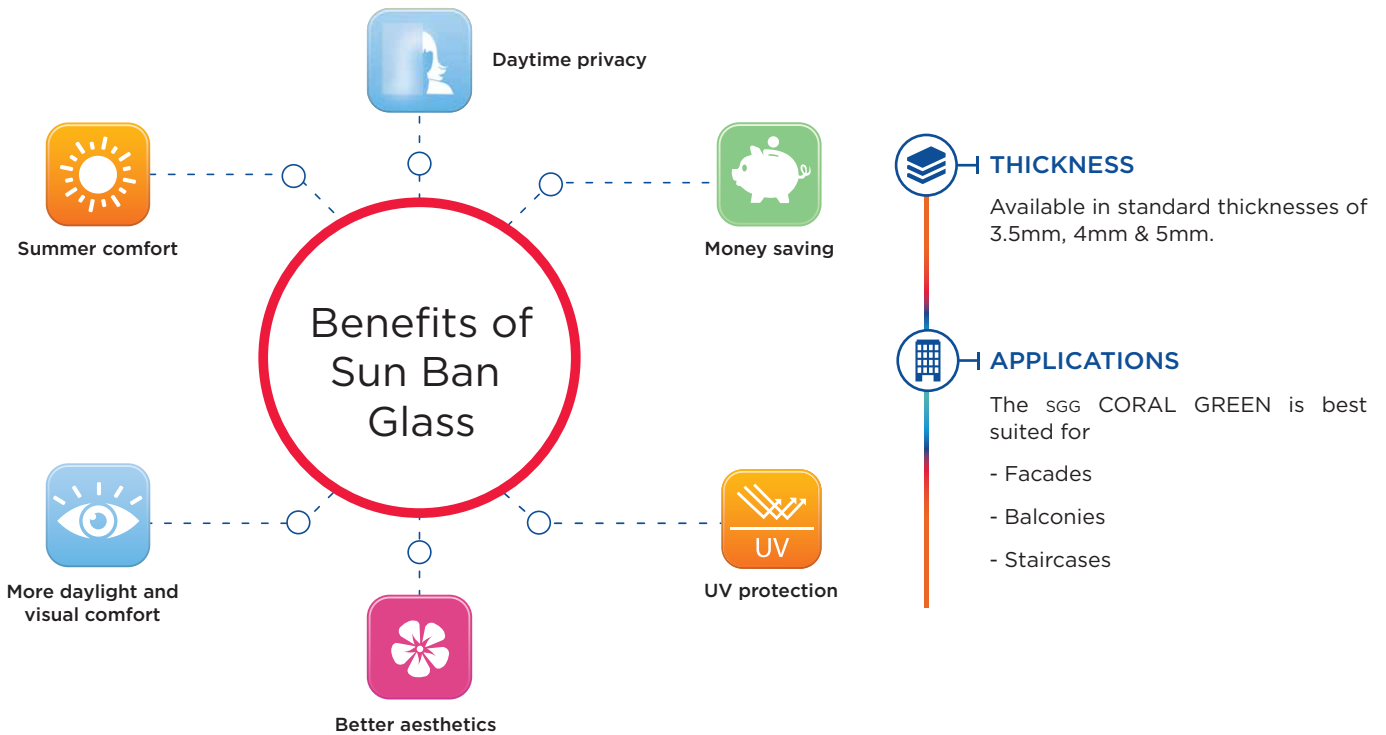 Daytime privacy
Summer comfort
Money saving
Benefits of
Sun Ban
Glass
More daylight and
visual comfort
UV
UV protection
Better aesthetics
THICKNESS
Available in standard thicknesses of
3.5mm, 4mm & 5mm.
APPLICATIONS
The SGG CORAL GREEN is best
suited for
- Facades
- Balconies
- Staircases